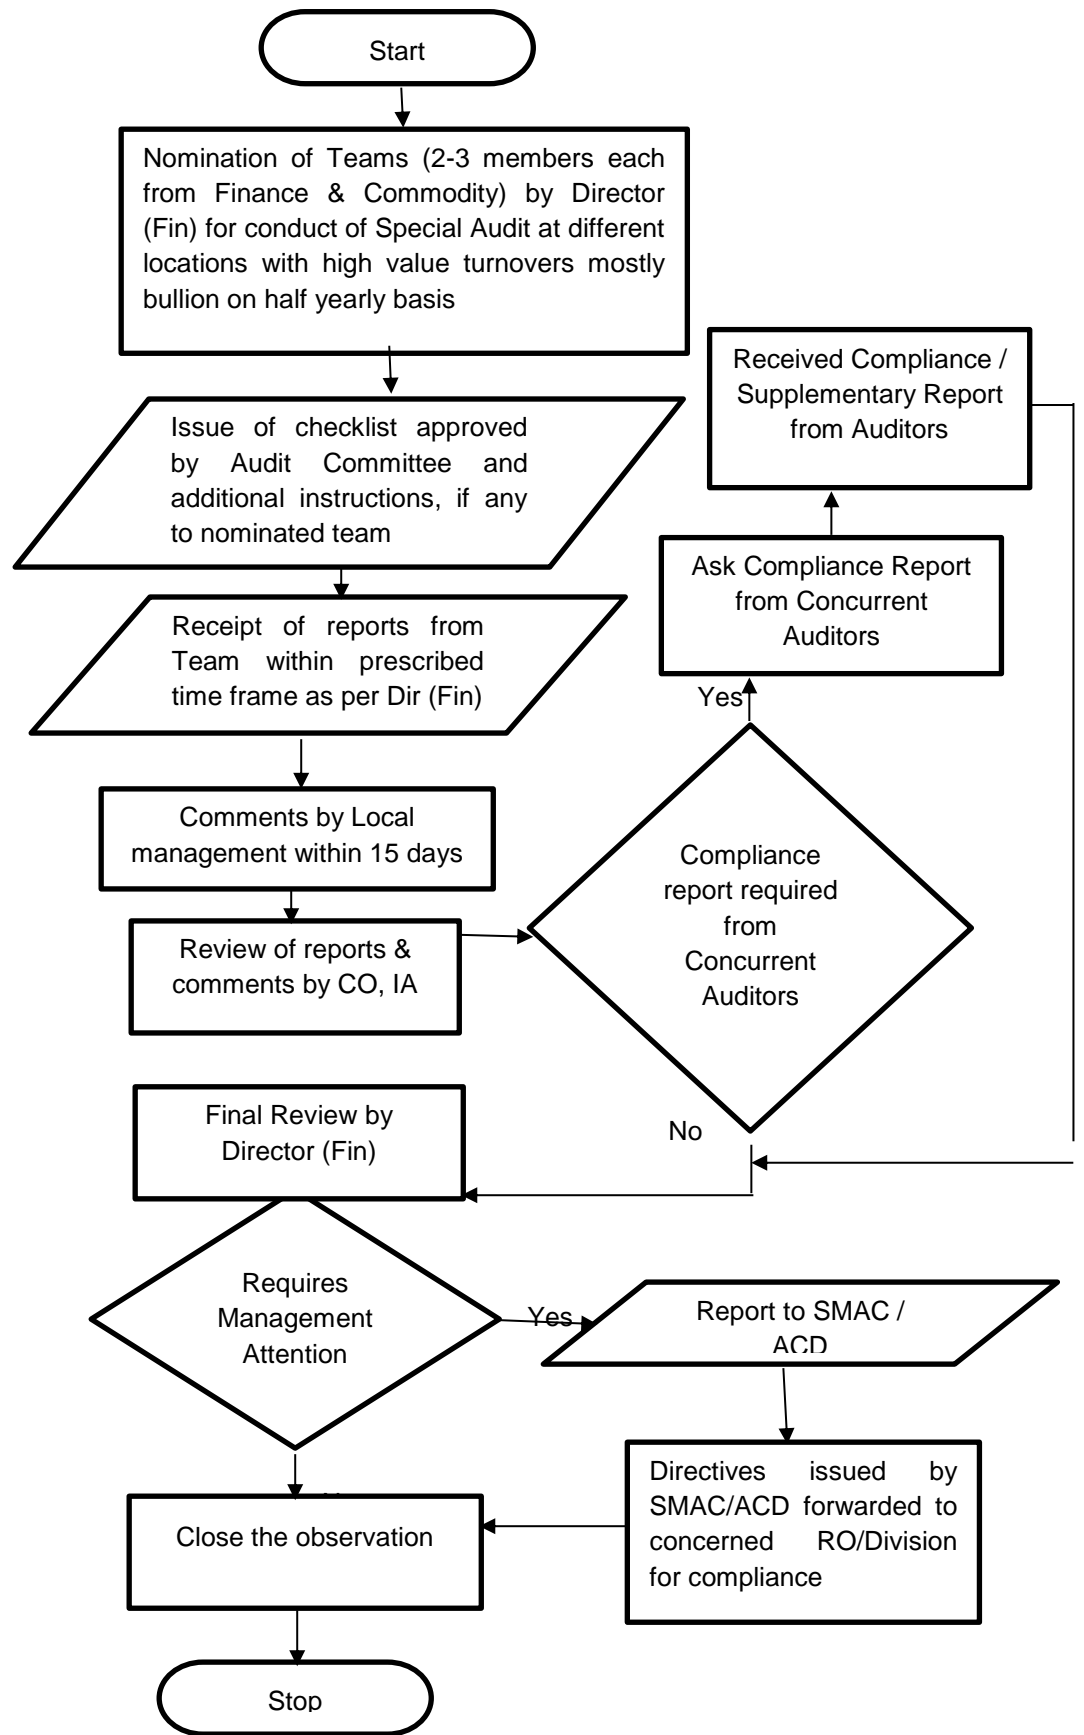 Start
Nomination of Teams (2-3 members each
from Finance & Commodity) by Director
(Fin) for conduct of Special Audit at different
locations with high value turnovers mostly
bullion on half yearly basis
Received Compliance /
Supplementary Report
from Auditors
Issue of checklist approved
by Audit Committee and
additional instructions, if any
to nominated team
Ask Compliance Report
from Concurrent
Auditors
Receipt of reports from
Team within prescribed
time frame as per Dir (Fin)
Yes
Comments by Local
management within 15 days
Compliance
report required
from
Concurrent
Auditors
Review of reports &
comments by CO, IA
No
Final Review by
Director (Fin)
Requires
Management
Attention
Yes
Report to SMAC /
ACD
Directives issued by
SMAC/ACD forwarded to
concerned RO/Division
for compliance
Close the observation
Stop